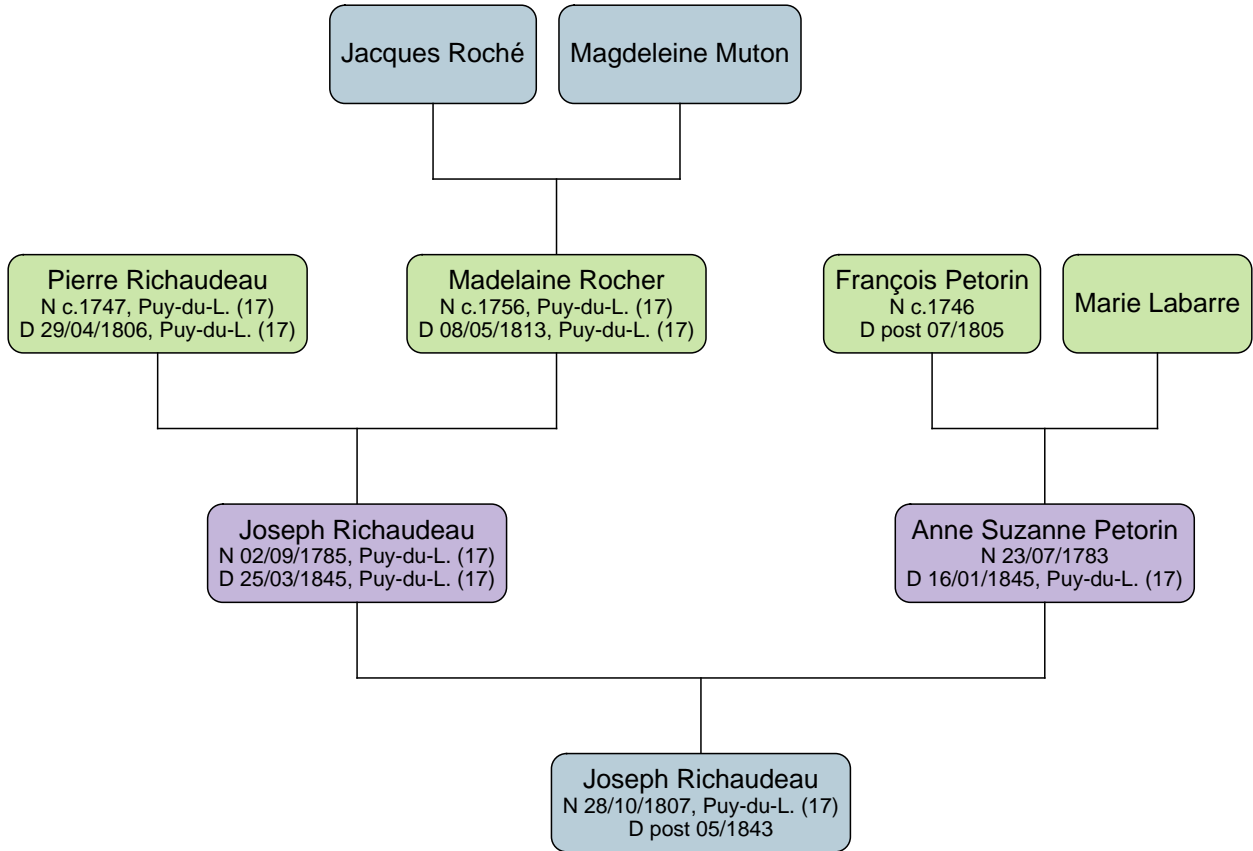 Jacques Roché
Magdeleine Muton
Pierre Richaudeau
N c.1747, Puy-du-L. (17)
D 29/04/1806, Puy-du-L. (17)
Madelaine Rocher
N c.1756, Puy-du-L. (17)
D 08/05/1813, Puy-du-L. (17)
François Petorin
N c.1746
D post 07/1805
Marie Labarre
Joseph Richaudeau
N 02/09/1785, Puy-du-L. (17)
D 25/03/1845, Puy-du-L. (17)
Anne Suzanne Petorin
N 23/07/1783
D 16/01/1845, Puy-du-L. (17)
Joseph Richaudeau
N 28/10/1807, Puy-du-L. (17)
D post 05/1843